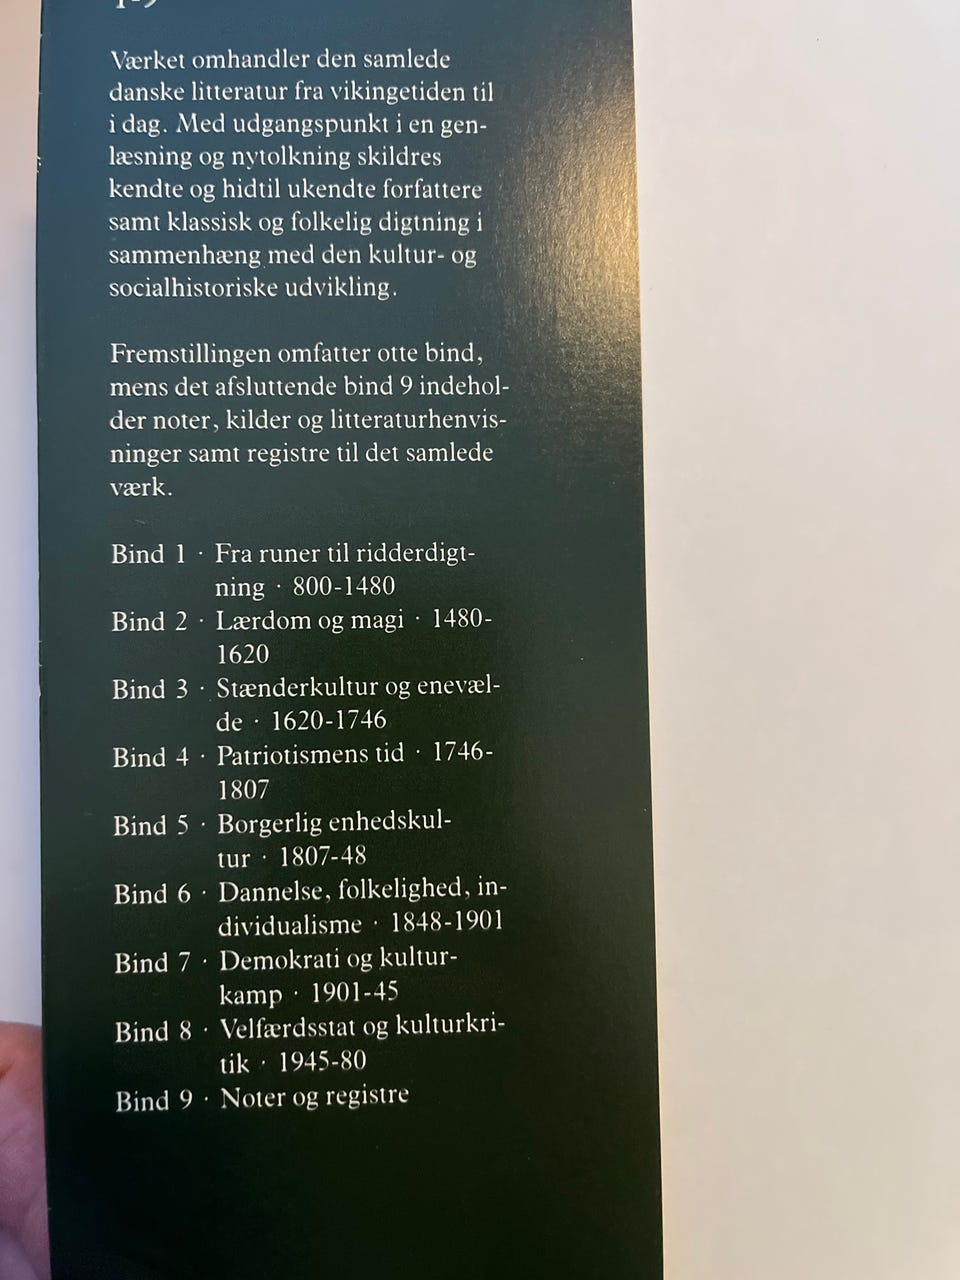 Værket omhandler den samlede
danske litteratur fra vikingetiden til
i dag. Med udgangspunkt i en gen-
læsning og nytolkning skildres
kendte og hidtil ukendte forfattere
samt klassisk og folkelig digtning i
sammenhæng med den kultur- og
socialhistoriske udvikling.
Fremstillingen omfatter otte bind,
mens det afsluttende bind 9 indehol-
der noter, kilder og litteraturhenvis-
ninger samt registre til det samlede
værk.
Bind 1 · Fra runer til ridderdigt-
ning · 800-1480
Bind 2 · Lærdom og magi · 1480-
1620
Bind 3 · Stænderkultur og enevæl-
de · 1620-1746
Bind 4 · Patriotismens tid · 1746-
1807
Bind 5 · Borgerlig enhedskul-
tur · 1807-48
Bind 6 · Dannelse, folkelighed, in-
dividualisme · 1848-1901
Bind 7 · Demokrati og kultur-
kamp · 1901-45
Bind 8 · Velfærdsstat og kulturkri-
tik · 1945-80
Bind 9 · Noter og registre